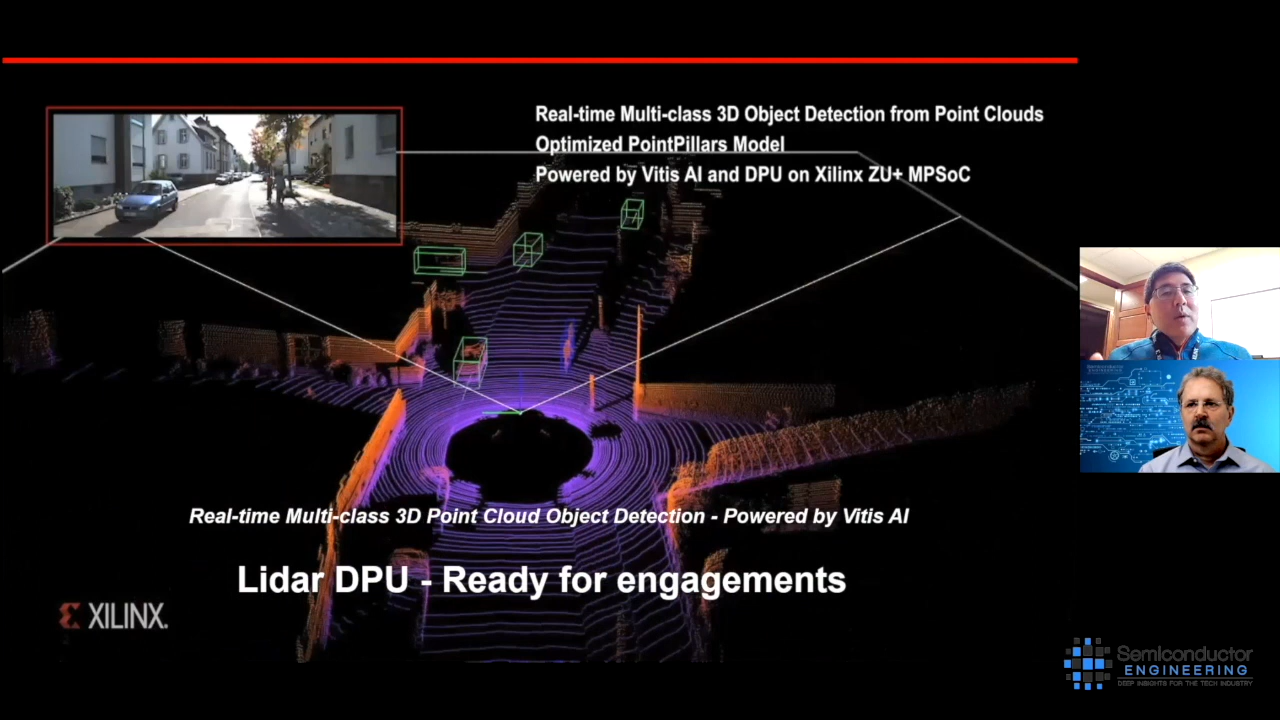 Real-time Multi-class 3D Object Detection from Point Clouds
Optimized PointPillars Model
Powered by Vitis AI and DPU on Xilinx ZU+ MPSoC
Real-time Multi-class 3D Point Cloud Object Detection - Powered by Vitis AI
Lidar DPU - Ready for engagements
XILINX.
Semiconductor
ENGINEERING
DEEP INSIGHTS FOR THE TECH INDUSTRY